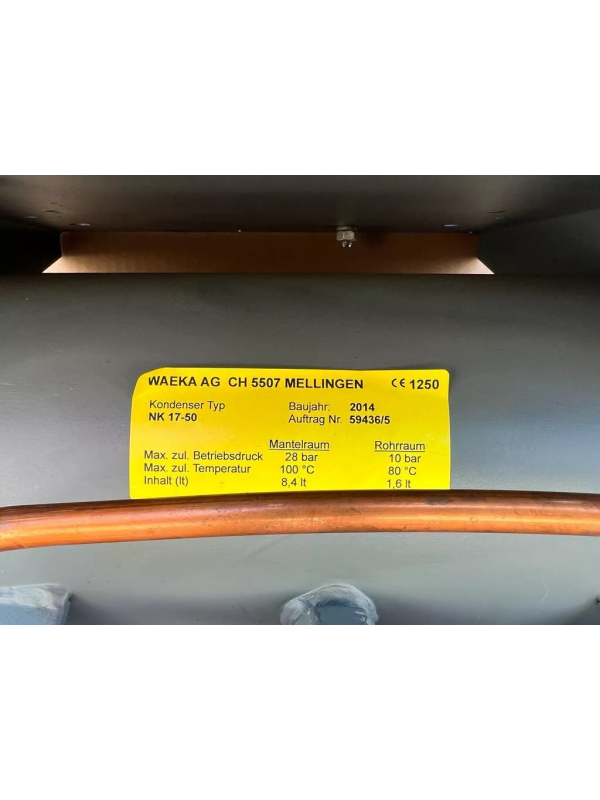 WAEKA AG CH 5507 MELLINGEN CE 1250
Kondenser Typ Baujahr: 2014
NK 17-50 Auftrag Nr. 59436/5
Mantelraum Rohrraum
Max. zul. Betriebsdruck 28 bar 10 bar
Max. zul. Temperatur 100 °C 80 °C
Inhalt (lt) 8,4 lt 1,6 lt